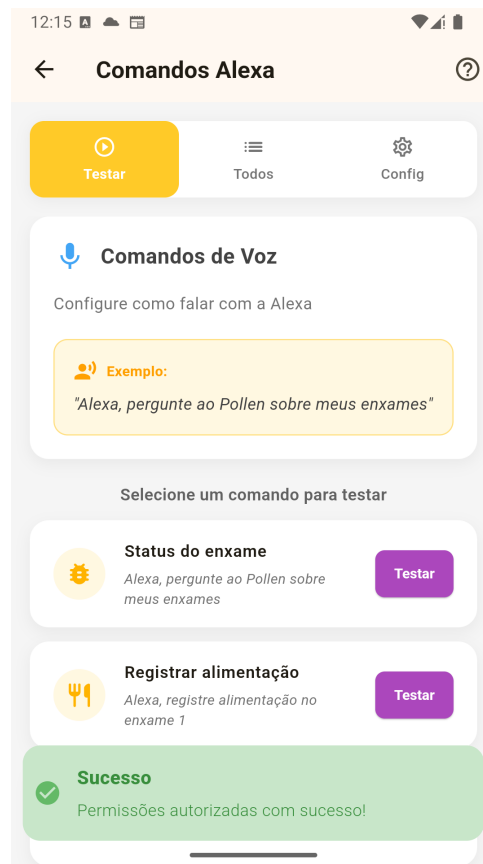 12:15
Comandos Alexa
Testar
Todos
Config
Comandos de Voz
Configure como falar com a Alexa
Exemplo:
"Alexa, pergunte ao Pollen sobre meus enxames"
Selecione um comando para testar
Status do enxame
Alexa, pergunte ao Pollen sobre
meus enxames
Testar
Registrar alimentação
Alexa, registre alimentação no
enxame 1
Testar
Sucesso
Permissões autorizadas com sucesso!